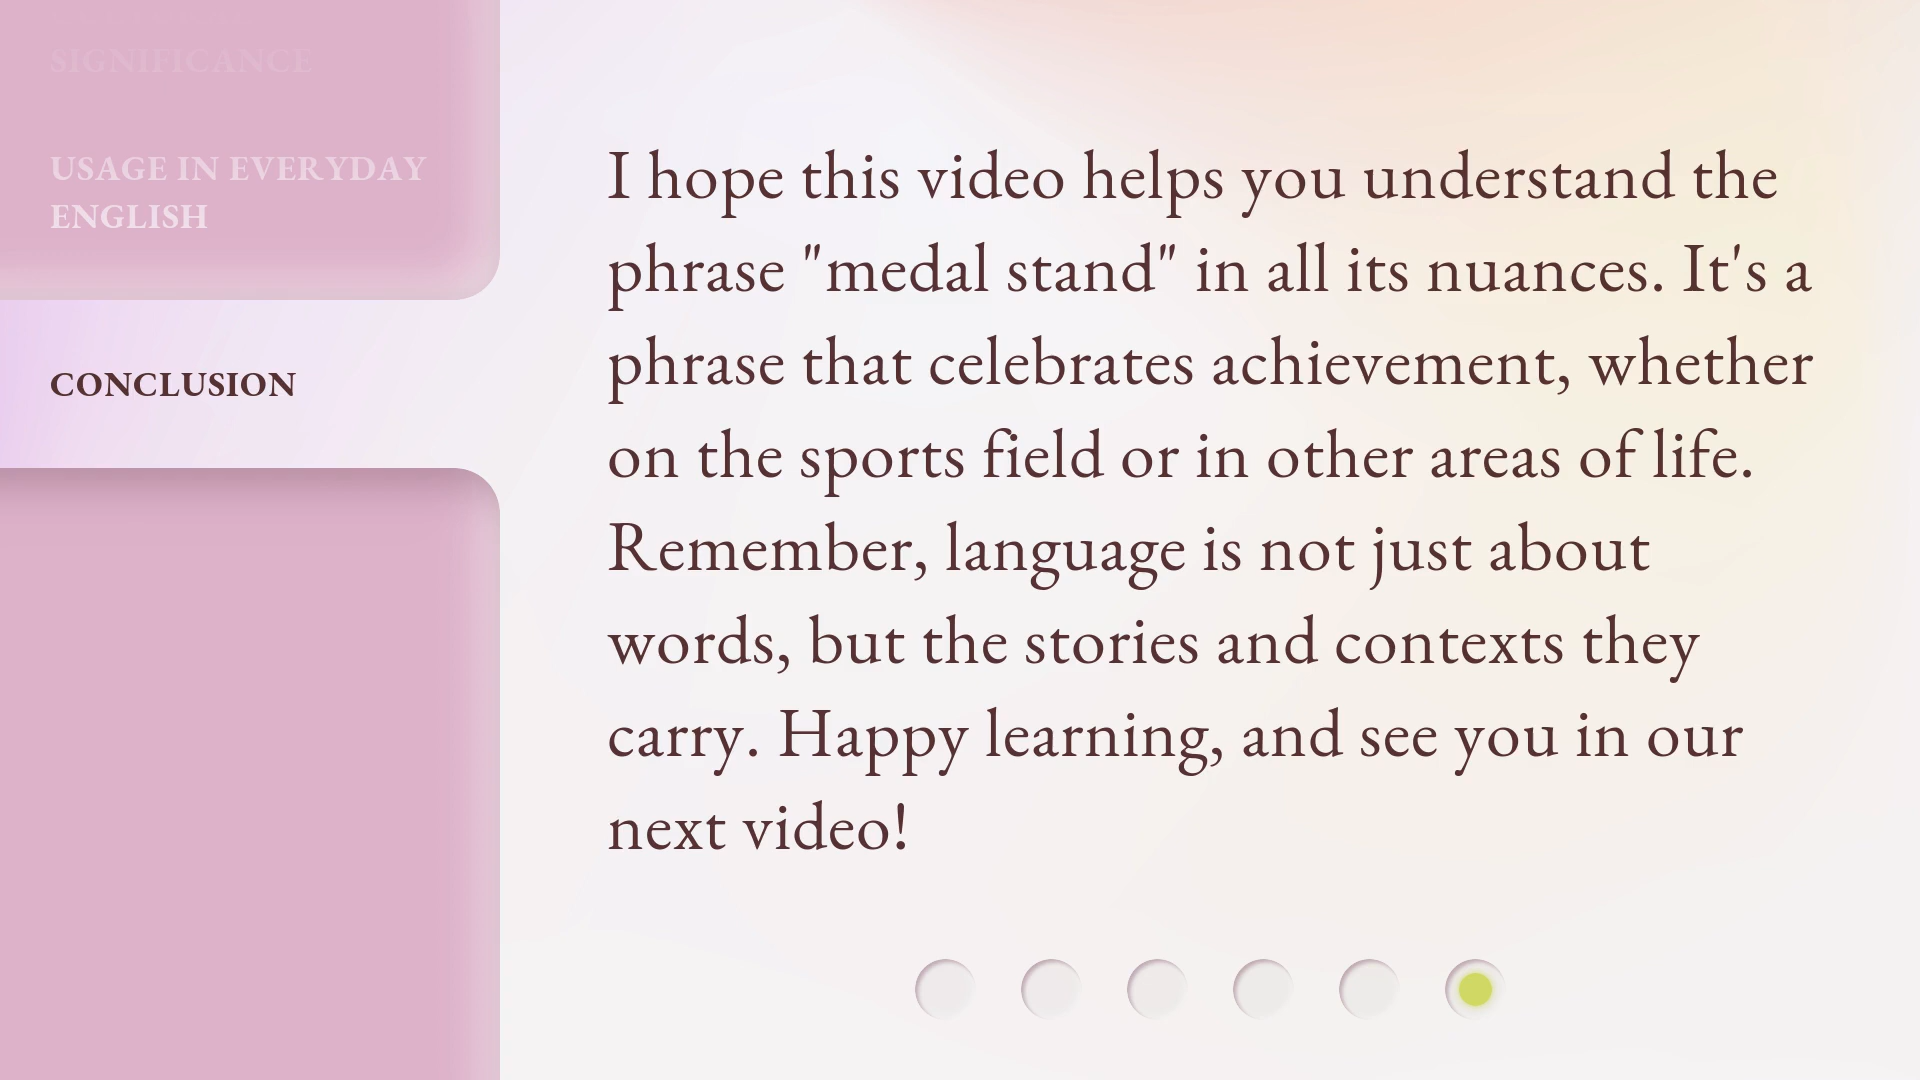 SIGNIFICANCE
USAGE IN EVERYDAY
ENGLISH
CONCLUSION
I hope this video helps you understand the
phrase "medal stand" in all its nuances. It's a
phrase that celebrates achievement, whether
on the sports field or in other areas of life.
Remember, language is not just about
words, but the stories and contexts they
carry. Happy learning, and see you in our
next video!